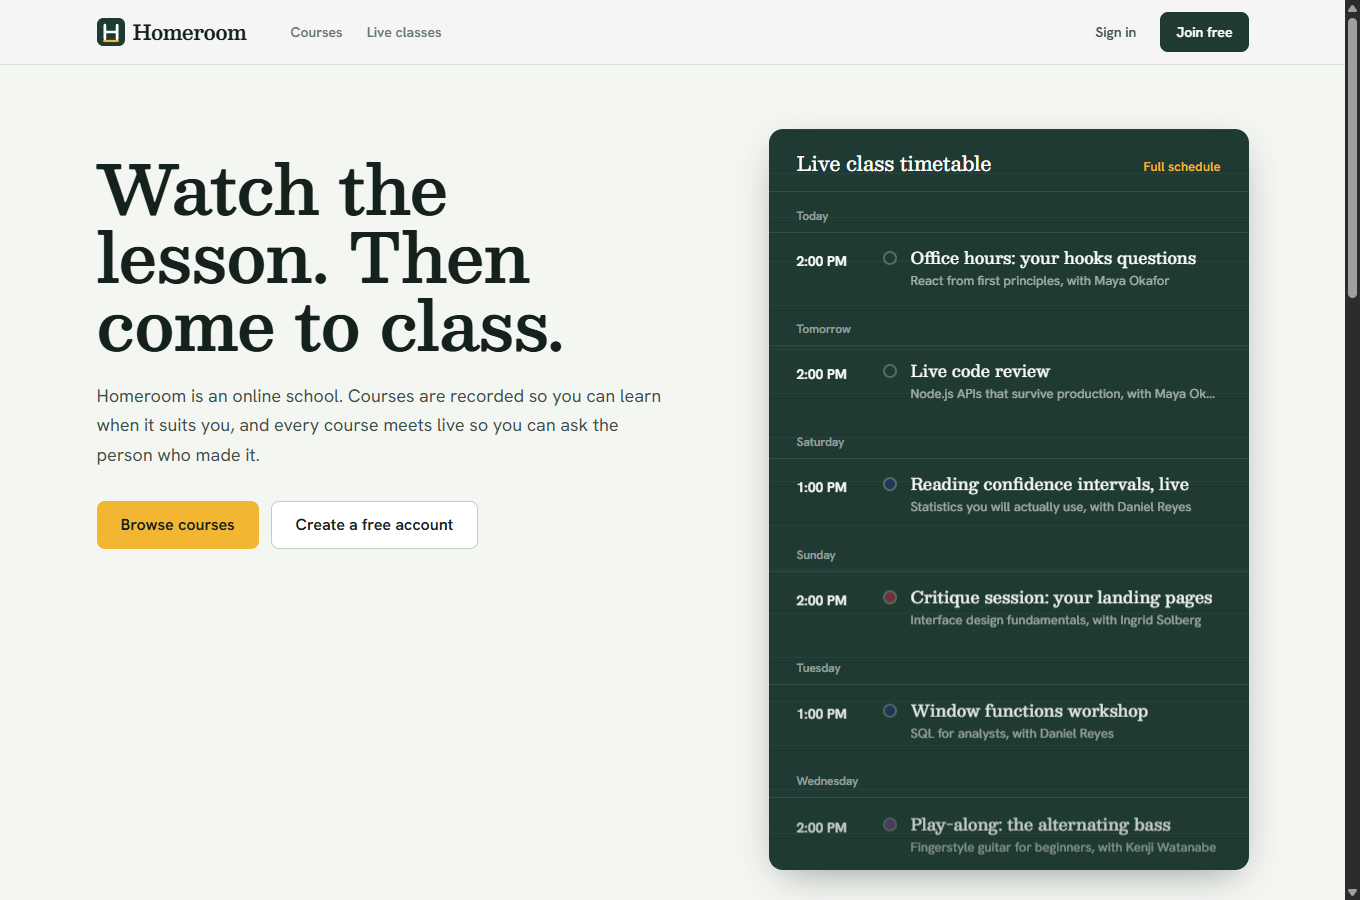 Homeroom
Courses
Live classes
Sign in
Join free
Watch the
lesson. Then
come to class.
Homeroom is an online school. Courses are recorded so you can learn
when it suits you, and every course meets live so you can ask the
person who made it.
Browse courses
Create a free account
Live class timetable
Full schedule
Today
2:00 PM
Office hours: your hooks questions
React from first principles, with Maya Okafor
Tomorrow
2:00 PM
Live code review
Node.js APIs that survive production, with Maya Ok...
Saturday
1:00 PM
Reading confidence intervals, live
Statistics you will actually use, with Daniel Reyes
Sunday
2:00 PM
Critique session: your landing pages
Interface design fundamentals, with Ingrid Solberg
Tuesday
1:00 PM
Window functions workshop
SQL for analysts, with Daniel Reyes
Wednesday
2:00 PM
Play-along: the alternating bass
Fingerstyle guitar for beginners, with Kenji Watanabe